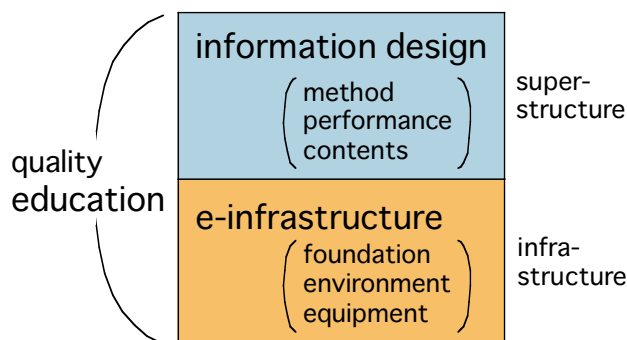 quality
education
information design
method
performance
contents
super-
structure
e-infrastructure
foundation
environment
equipment
infra-
structure